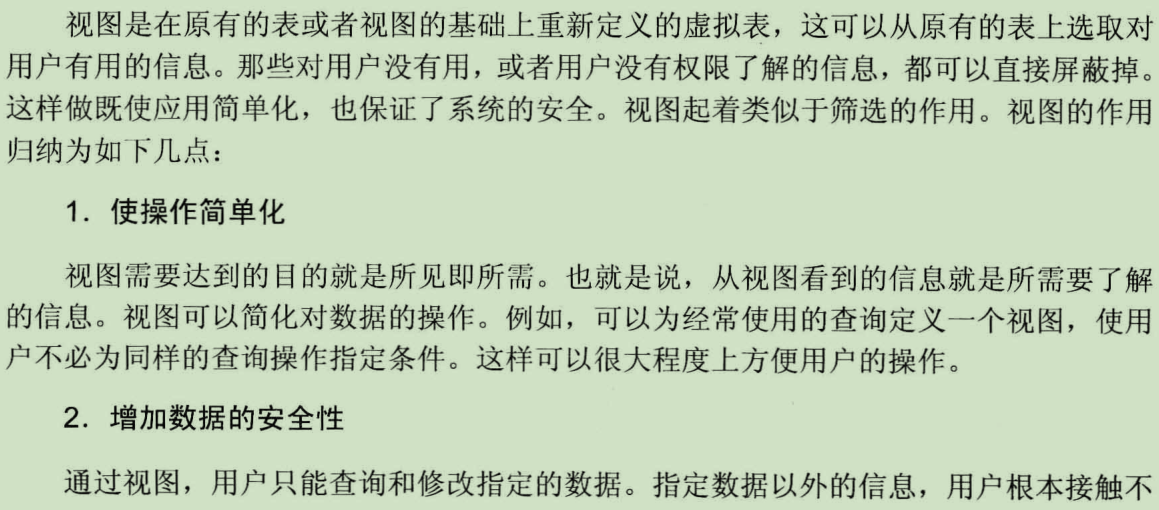 视图是在原有的表或者视图的基础上重新定义的虚拟表，这可以从原有的表上选取对
用户有用的信息。那些对用户没有用，或者用户没有权限了解的信息，都可以直接屏蔽掉。
这样做既使应用简单化，也保证了系统的安全。视图起着类似于筛选的作用。视图的作用
归纳为如下几点：
1．使操作简单化
视图需要达到的目的就是所见即所需。也就是说，从视图看到的信息就是所需要了解
的信息。视图可以简化对数据的操作。例如，可以为经常使用的查询定义一个视图，使用
户不必为同样的查询操作指定条件。这样可以很大程度上方便用户的操作。
2．增加数据的安全性
通过视图，用户只能查询和修改指定的数据。指定数据以外的信息，用户根本接触不